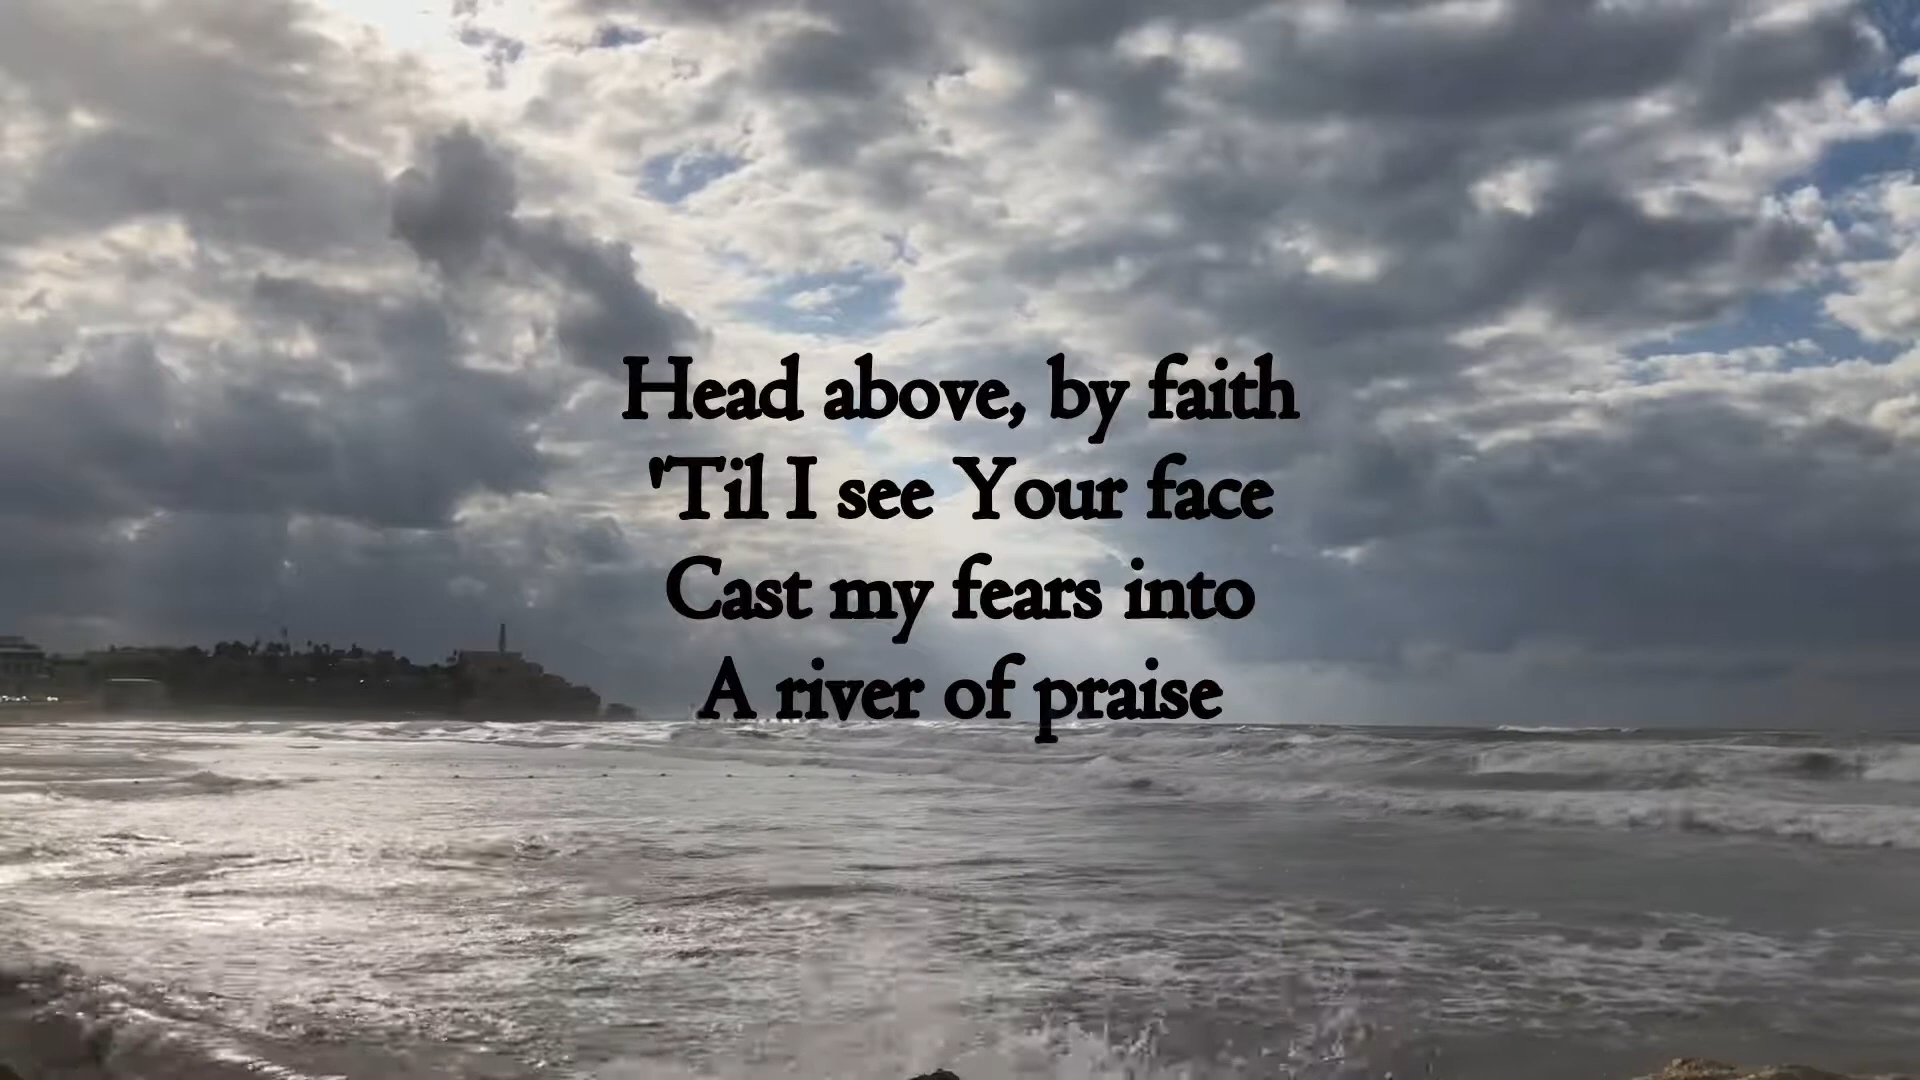 Head above, by faith
'Til I see Your face
Cast my fears into
A river of praise